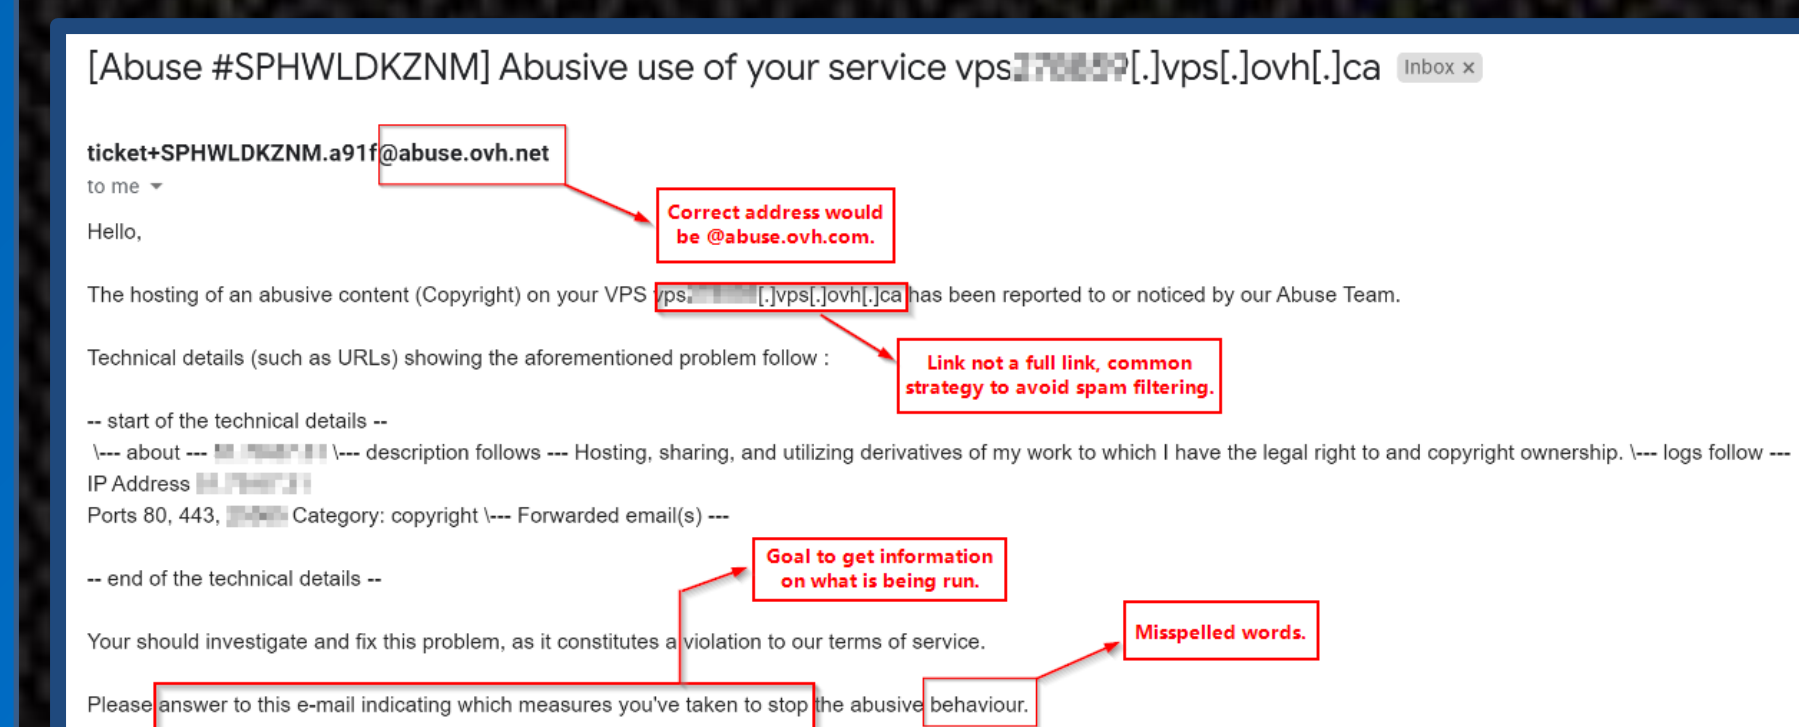 [Abuse #SPHWLDKZNM] Abusive use of your service vps[.]vps[.]ovh[.]ca Inbox ×
ticket+SPHWLDKZNM.a91f@abuse.ovh.net
to me
Correct address would
be @abuse.ovh.com.
Hello,
The hosting of an abusive content (Copyright) on your VPS vps[.]vps[.]ovh[.]ca has been reported to or noticed by our Abuse Team.
Technical details (such as URLs) showing the aforementioned problem follow :
Link not a full link, common
strategy to avoid spam filtering.
-- start of the technical details --
\--- about --- \--- description follows --- Hosting, sharing, and utilizing derivatives of my work to which I have the legal right to and copyright ownership. \--- logs follow ---
IP Address
Ports 80, 443, Category: copyright \--- Forwarded email(s) ---
Goal to get information
on what is being run.
-- end of the technical details --
Misspelled words.
Your should investigate and fix this problem, as it constitutes a violation to our terms of service.
Please answer to this e-mail indicating which measures you've taken to stop the abusive behaviour.